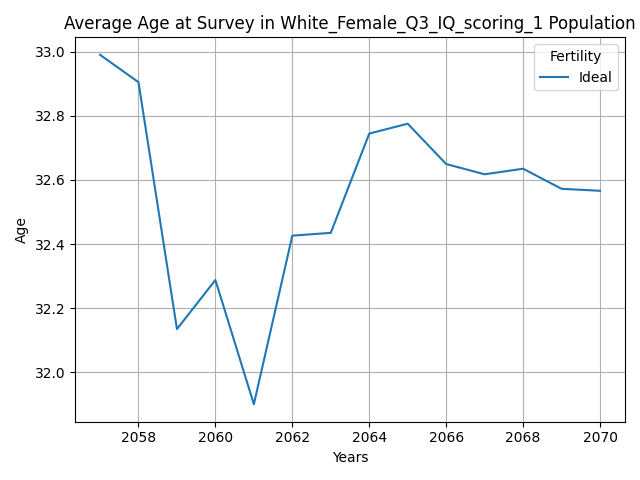 Average Age at Survey in White_Female_Q3_IQ_scoring_1 Population
Fertility
Ideal
33.0
32.8
32.6
32.4
32.2
32.0
Age
2058 2060 2062 2064 2066 2068 2070
Years